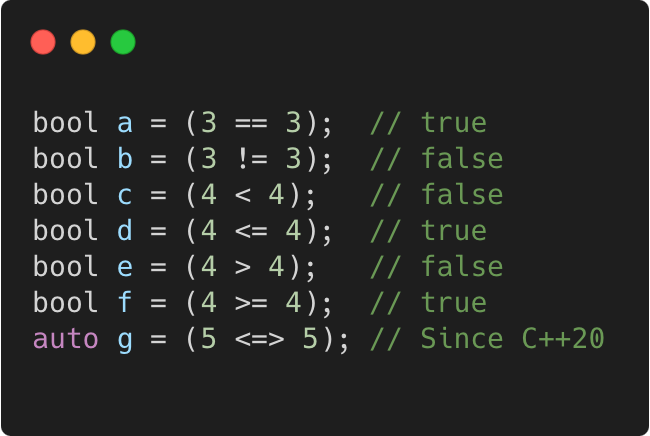 bool a = (3 == 3);  // true
bool b = (3 != 3);  // false
bool c = (4 < 4);   // false
bool d = (4 <= 4);  // true
bool e = (4 > 4);   // false
bool f = (4 >= 4);  // true
auto g = (5 <=> 5); // Since C++20